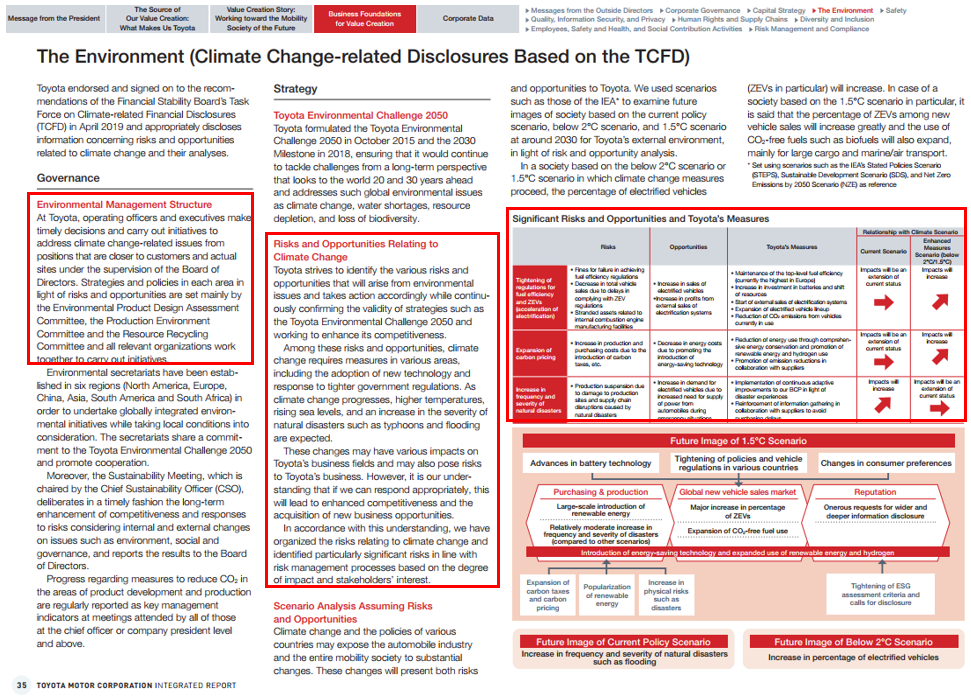 Message from the President
The Source of
Our Value Creation:
What Makes Us Toyota
Value Creation Story:
Working toward the Mobility
Society of the Future
Business Foundations
for Value Creation
Corporate Data
▶ Messages from the Outside Directors ▶ Corporate Governance ▶ Capital Strategy ▶ The Environment ▶ Safety
▶ Quality, Information Security, and Privacy ▶ Human Rights and Supply Chains ▶ Diversity and Inclusion
▶ Employees, Safety and Health, and Social Contribution Activities ▶ Risk Management and Compliance
The Environment (Climate Change-related Disclosures Based on the TCFD)
Toyota endorsed and signed on to the recom-
mendations of the Financial Stability Board's Task
Force on Climate-related Financial Disclosures
(TCFD) in April 2019 and appropriately discloses
information concerning risks and opportunities
related to climate change and their analyses.
Governance
Environmental Management Structure
At Toyota, operating officers and executives make
timely decisions and carry out initiatives to
address climate change-related issues from
positions that are closer to customers and actual
sites under the supervision of the Board of
Directors. Strategies and policies in each area in
light of risks and opportunities are set mainly by
the Environmental Product Design Assessment
Committee, the Production Environment
Committee and the Resource Recycling
Committee and all relevant organizations work
together to carry out initiatives.
Environmental secretariats have been estab-
lished in six regions (North America, Europe,
China, Asia, South America and South Africa) in
order to undertake globally integrated environ-
mental initiatives while taking local conditions into
consideration. The secretariats share a commit-
ment to the Toyota Environmental Challenge 2050
and promote cooperation.
Moreover, the Sustainability Meeting, which is
chaired by the Chief Sustainability Officer (CSO),
deliberates in a timely fashion the long-term
enhancement of competitiveness and responses
to risks considering internal and external changes
on issues such as environment, social and
governance, and reports the results to the Board
of Directors.
Progress regarding measures to reduce CO₂ in
the areas of product development and production
are regularly reported as key management
indicators at meetings attended by all of those
at the chief officer or company president level
and above.
Strategy
Toyota Environmental Challenge 2050
Toyota formulated the Toyota Environmental
Challenge 2050 in October 2015 and the 2030
Milestone in 2018, ensuring that it would continue
to tackle challenges from a long-term perspective
that looks to the world 20 and 30 years ahead
and addresses such global environmental issues
as climate change, water shortages, resource
depletion, and loss of biodiversity.
Risks and Opportunities Relating to
Climate Change
Toyota strives to identify the various risks and
opportunities that will arise from environmental
issues and takes action accordingly while continu-
ously confirming the validity of strategies such as
the Toyota Environmental Challenge 2050 and
working to enhance its competitiveness.
Among these risks and opportunities, climate
change requires measures in various areas,
including the adoption of new technology and
response to tighter government regulations. As
climate change progresses, higher temperatures,
rising sea levels, and an increase in the severity of
natural disasters such as typhoons and flooding
are expected.
These changes may have various impacts on
Toyota's business fields and may also pose risks
to Toyota's business. However, it is our under-
standing that if we can respond appropriately, this
will lead to enhanced competitiveness and the
acquisition of new business opportunities.
In accordance with this understanding, we have
organized the risks relating to climate change and
identified particularly significant risks in line with
risk management processes based on the degree
of impact and stakeholders' interest.
Scenario Analysis Assuming Risks
and Opportunities
Climate change and the policies of various
countries may expose the automobile industry
and the entire mobility society to substantial
changes. These changes will present both risks
and opportunities to Toyota. We used scenarios
such as those of the IEA* to examine future
images of society based on the current policy
scenario, below 2°C scenario, and 1.5°C scenario
at around 2030 for Toyota's external environment,
in light of risk and opportunity analysis.
In a society based on the below 2°C scenario or
1.5°C scenario in which climate change measures
proceed, the percentage of electrified vehicles
(ZEVs in particular) will increase. In case of a
society based on the 1.5°C scenario in particular, it
is said that the percentage of ZEVs among new
vehicle sales will increase greatly and the use of
CO₂-free fuels such as biofuels will also expand,
mainly for large cargo and marine/air transport.
* Set using scenarios such as the IEA's Stated Policies Scenario
(STEPS), Sustainable Development Scenario (SDS), and Net Zero
Emissions by 2050 Scenario (NZE) as reference
Significant Risks and Opportunities and Toyota's Measures
Risks
Opportunities
Toyota's Measures
Relationship with Climate Scenario
Current Scenario
Enhanced
Measures
Scenario (below
2°C/1.5°C)
Tightening of
regulations for
fuel efficiency
and ZEVs
(acceleration of
electrification)
• Fines for failure in achieving
fuel efficiency regulations
• Decrease in total vehicle
sales due to delays in
complying with ZEV
regulations
• Stranded assets related to
internal combustion engine
manufacturing facilities
• Increase in sales of
electrified vehicles
•Increase in profits from
external sales of
electrification systems
• Maintenance of the top-level fuel efficiency
(currently the highest in Europe)
• Increase in investment in batteries and shift
of resources
• Start of external sales of electrification systems
• Expansion of electrified vehicle lineup
• Reduction of CO₂ emissions from vehicles
currently in use
Impacts will be an
extension of
current status
Impacts will
increase
Expansion of
carbon pricing
• Increase in production and
purchasing costs due to the
introduction of carbon
taxes, etc.
• Decrease in energy costs
due to promoting the
introduction of
energy-saving technology
• Reduction of energy use through comprehen-
sive energy conservation and promotion of
renewable energy and hydrogen use
• Promotion of emission reductions in
collaboration with suppliers
Impacts will be an
extension of
current status
Impacts will
increase
Increase in
frequency and
severity of
natural disasters
• Production suspension due
to damage to production
sites and supply chain
disruptions caused by
natural disasters
• Increase in demand for
electrified vehicles due to
increased need for supply
of power from
automobiles during
emergency situations
• Implementation of continuous adaptive
improvements to our BCP in light of
disaster experiences
• Reinforcement of information gathering in
collaboration with suppliers to avoid
purchasing delays
Impacts will
increase
Impacts will be an
extension of
current status
Future Image of 1.5°C Scenario
Advances in battery technology
Tightening of policies and vehicle
regulations in various countries
Changes in consumer preferences
Purchasing & production
Large-scale introduction of
renewable energy
Relatively moderate increase in
frequency and severity of disasters
(compared to other scenarios)
Global new vehicle sales market
Major increase in percentage
of ZEVs
Expansion of CO₂-free fuel use
Reputation
Onerous requests for wider and
deeper information disclosure
Introduction of energy-saving technology and expanded use of renewable energy and hydrogen
Expansion of
carbon taxes
and carbon
pricing
Popularization
of renewable
energy
Increase in
physical risks
such as
disasters
Tightening of ESG
assessment criteria and
calls for disclosure
Future Image of Current Policy Scenario
Increase in frequency and severity of natural disasters
such as flooding
Future Image of Below 2°C Scenario
Increase in percentage of electrified vehicles
35 TOYOTA MOTOR CORPORATION INTEGRATED REPORT